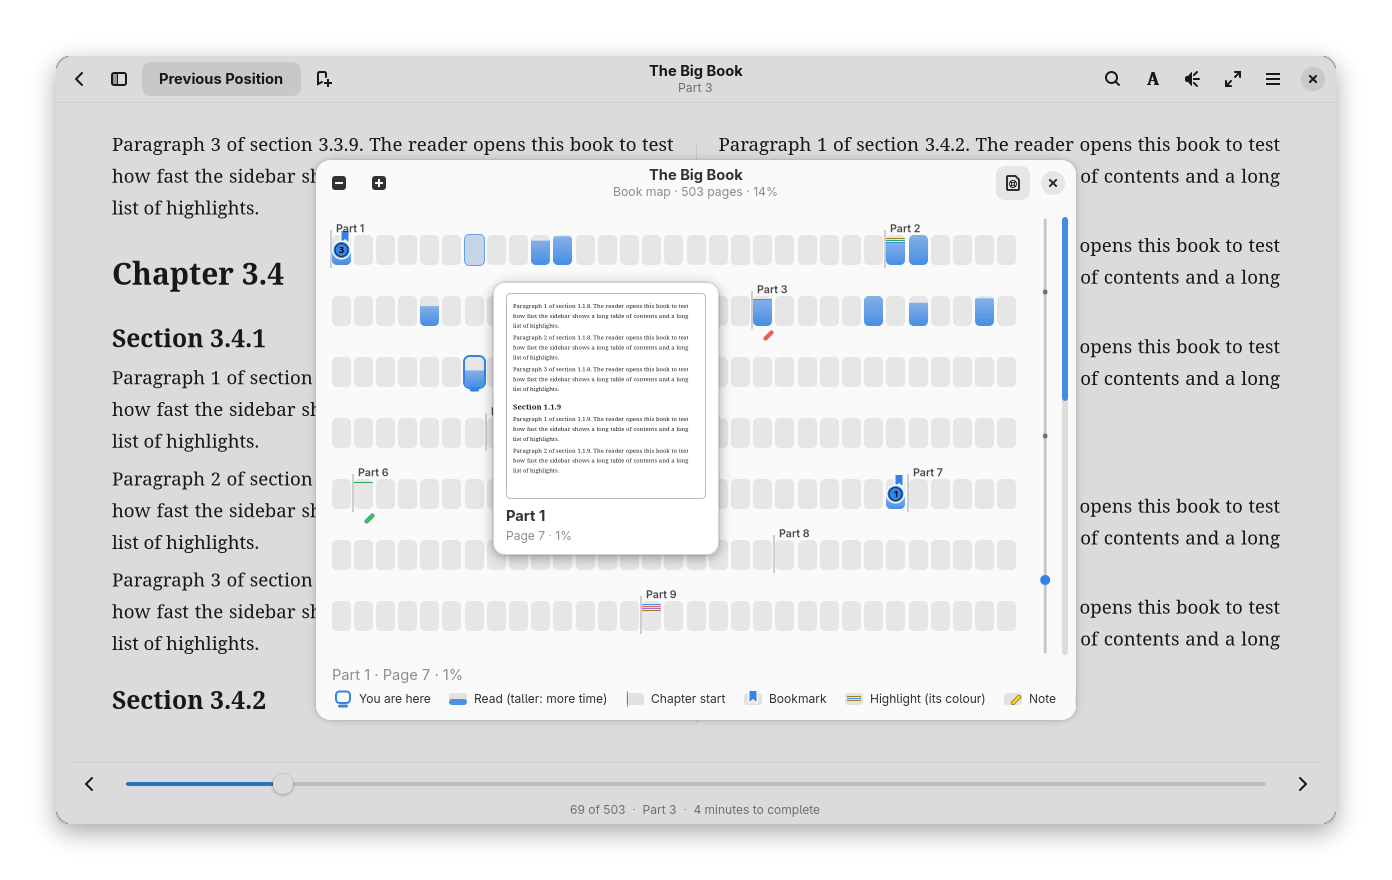 Previous Position
The Big Book
Part 3
Paragraph 3 of section 3.3.9. The reader opens this book to test
how fast the sidebar sh
list of highlights.
Chapter 3.4
Section 3.4.1
Paragraph 1 of section
how fast the sidebar sh
list of highlights.
Paragraph 2 of section
how fast the sidebar sh
list of highlights.
Paragraph 3 of section
how fast the sidebar sh
list of highlights.
Section 3.4.2
Paragraph 1 of section 3.4.2. The reader opens this book to test
of contents and a long
opens this book to test
of contents and a long
opens this book to test
of contents and a long
opens this book to test
of contents and a long
opens this book to test
of contents and a long
The Big Book
Book map · 503 pages · 14%
Part 1
3
Part 2
Part 3
Part 6
Part 7
1
Part 8
Part 9
Paragraph 1 of section 1.1.8. The reader opens this book to test
how fast the sidebar shows a long table of contents and a long
list of highlights.
Paragraph 2 of section 1.1.8. The reader opens this book to test
how fast the sidebar shows a long table of contents and a long
list of highlights.
Paragraph 3 of section 1.1.8. The reader opens this book to test
how fast the sidebar shows a long table of contents and a long
list of highlights.
Section 1.1.9
Paragraph 1 of section 1.1.9. The reader opens this book to test
how fast the sidebar shows a long table of contents and a long
list of highlights.
Paragraph 2 of section 1.1.9. The reader opens this book to test
how fast the sidebar shows a long table of contents and a long
list of highlights.
Part 1
Page 7 · 1%
Part 1 · Page 7 · 1%
You are here
Read (taller: more time)
Chapter start
Bookmark
Highlight (its colour)
Note
69 of 503 · Part 3 · 4 minutes to complete